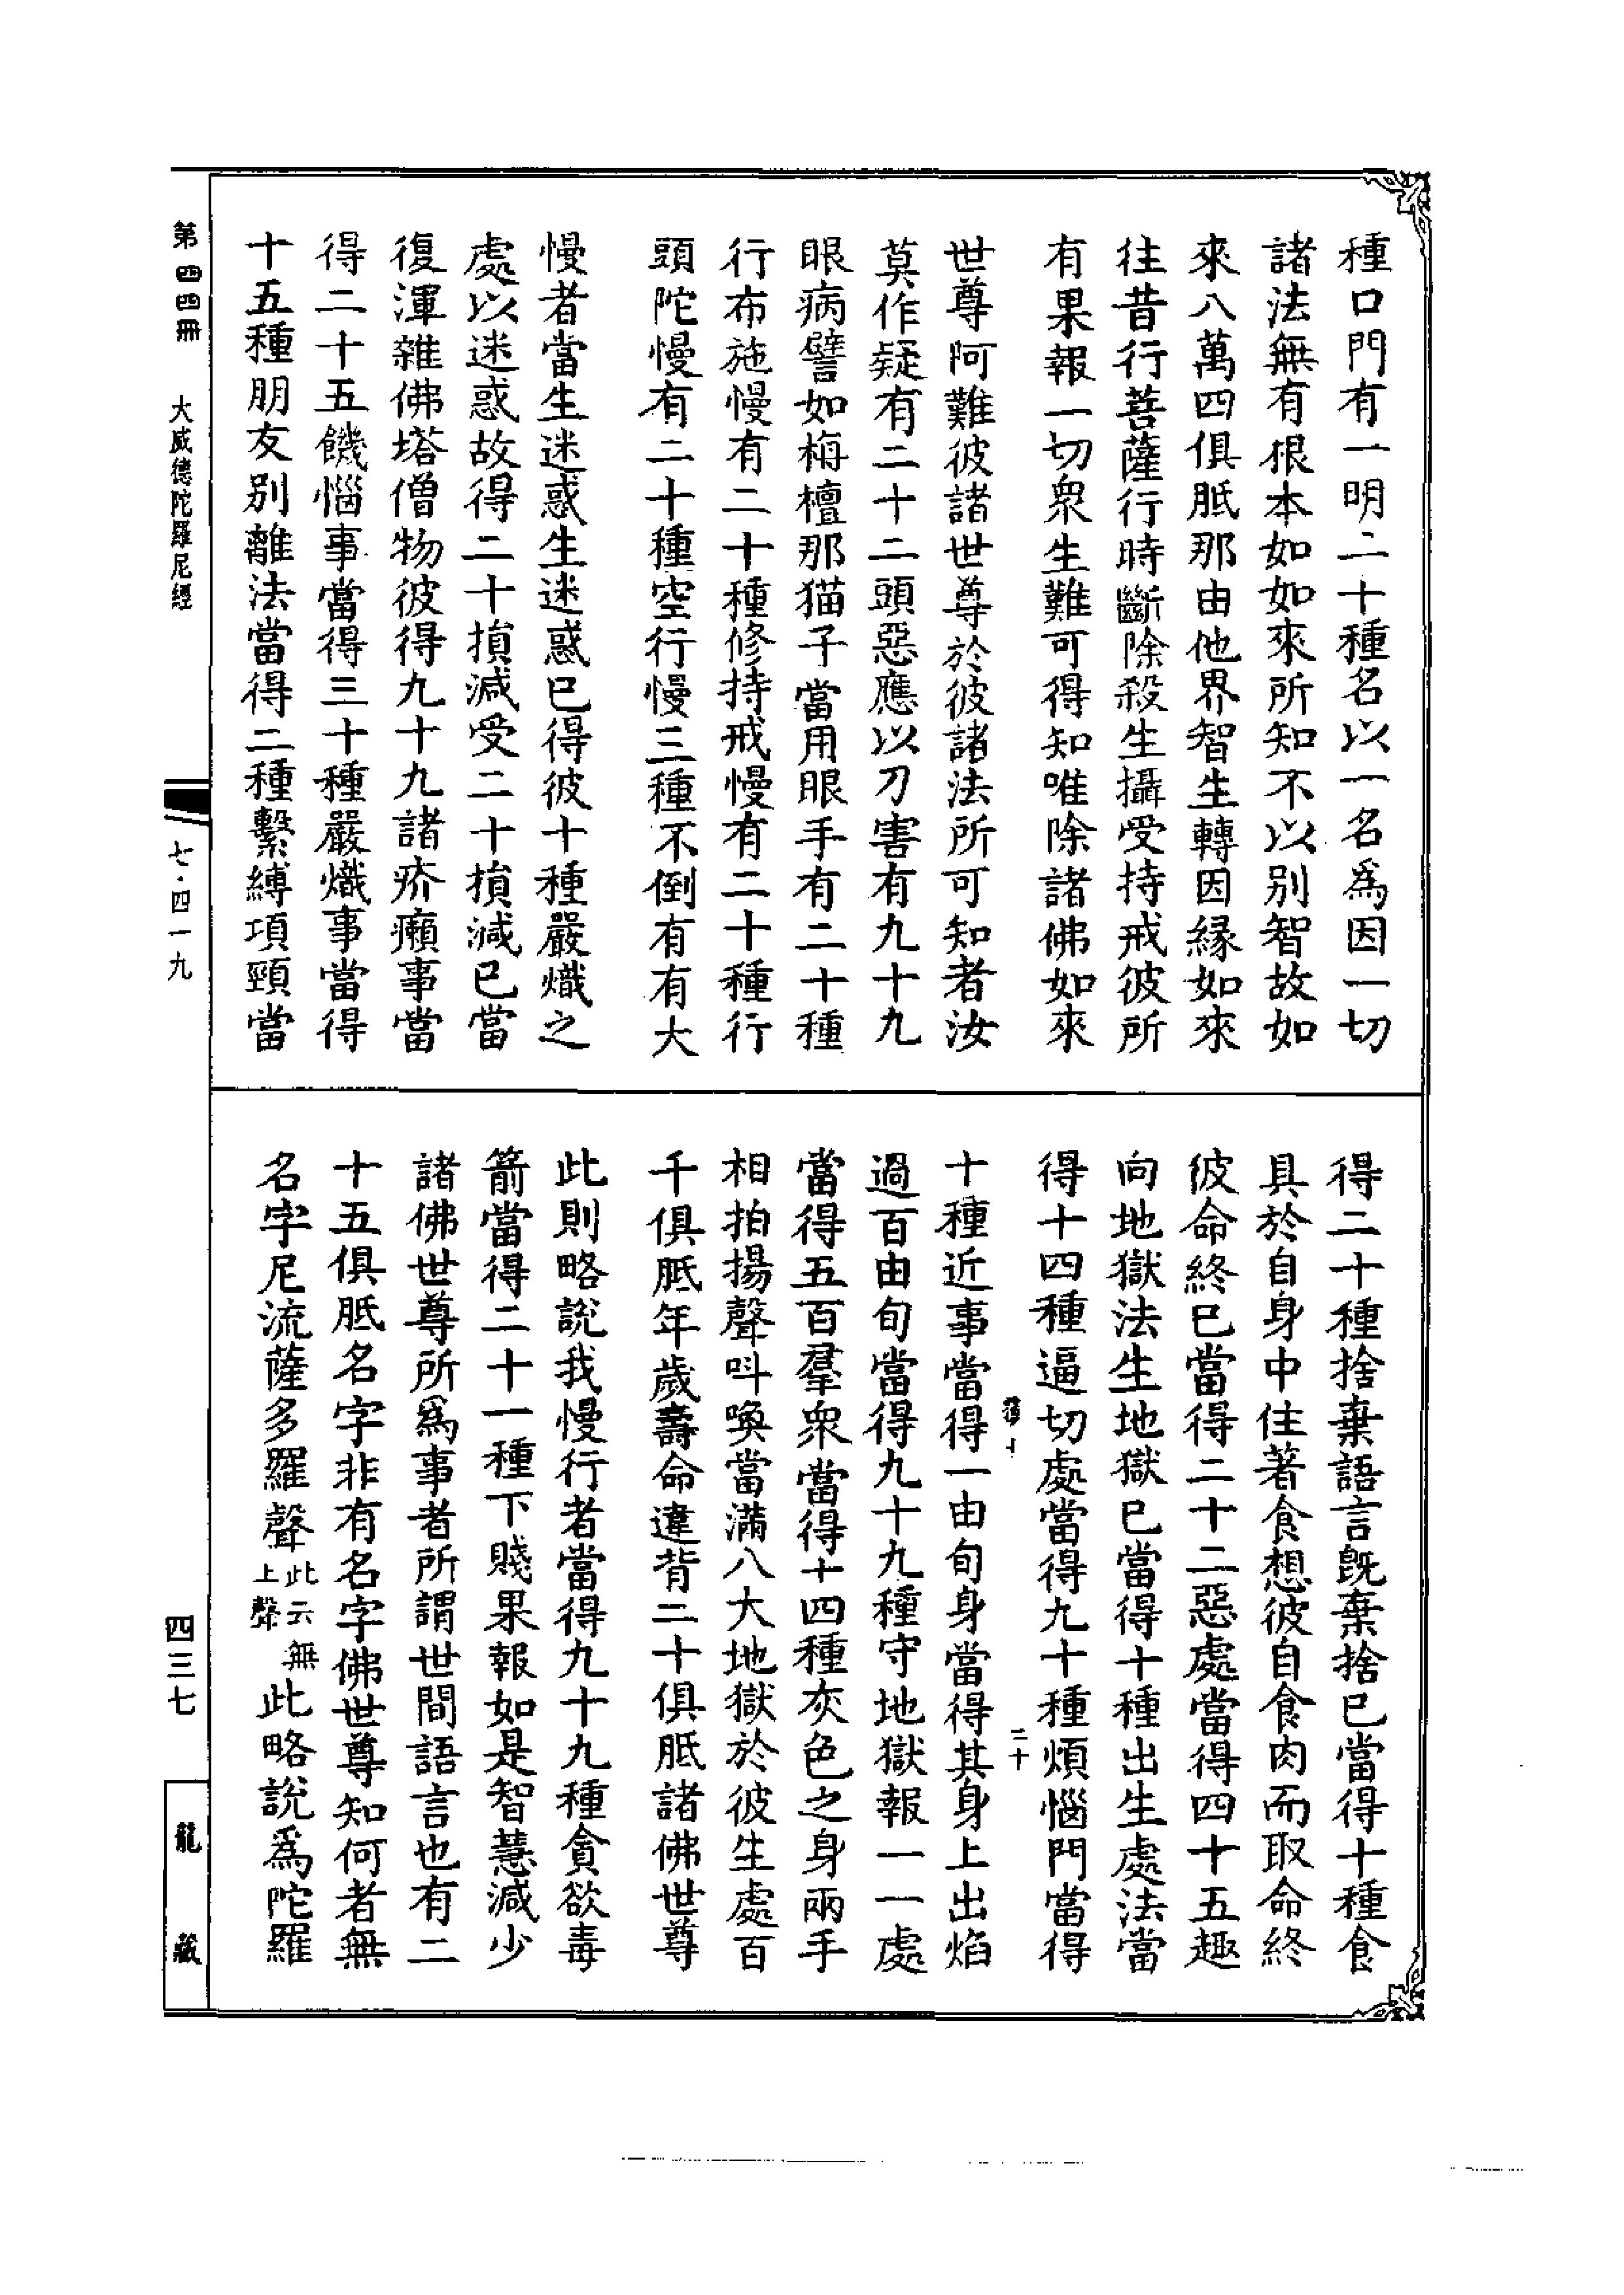 種口門有一明二十種名以一名爲因一切
諸法無有根本如如來所知不以别智故如
來八萬四俱胝那由他界智生轉因縁如來
往昔行菩薩行時斷除殺生攝受持戒彼所
有果報一切衆生難可得知唯除諸佛如來
世尊阿難彼諸世尊於彼諸法所可知者汝
莫作疑有二十二頭惡應以刀害有九十九
眼病譬如栴檀那猫子當用眼手有二十種
行布施慢有二十種修持戒慢有二十種行
頭陀慢有二十種空行慢三種不倒有有大
慢者當生迷惑生迷惑已得彼十種嚴熾之
處以迷惑故得二十損減受二十損減已當
復渾雜佛塔僧物彼得九十九諸疥癩事當
得二十五饑惱事當得三十種嚴熾事當得
十五種朋友别離法當得二種繫縛項頸當
得二十種捨棄語言旣棄捨已當得十種食
具於自身中住著食想彼自食肉而取命終
彼命終已當得二十二惡處當得四十五趣
向地獄法生地獄已當得十種出生處法當
得十四種逼切處當得九十種煩惱門當得
十 二十
十種近事當得一由旬身當得其身上出焰
過百由旬當得九十九種守地獄報一一處
當得五百羣衆當得十四種灰色之身兩手
相拍揚聲呌喚當滿八大地獄於彼生處百
千俱胝年歲壽命違背二十俱胝諸佛世尊
此則略說我慢行者當得九十九種貪欲毒
箭當得二十一種下賤果報如是智慧減少
諸佛世尊所爲事者所謂世間語言也有二
十五俱胝名字非有名字佛世尊知何者無
名字尼流薩多羅聲此云無上聲此略說爲陀羅
第四四冊 大威德陀羅尼經
七·四一九
四三七
龍藏